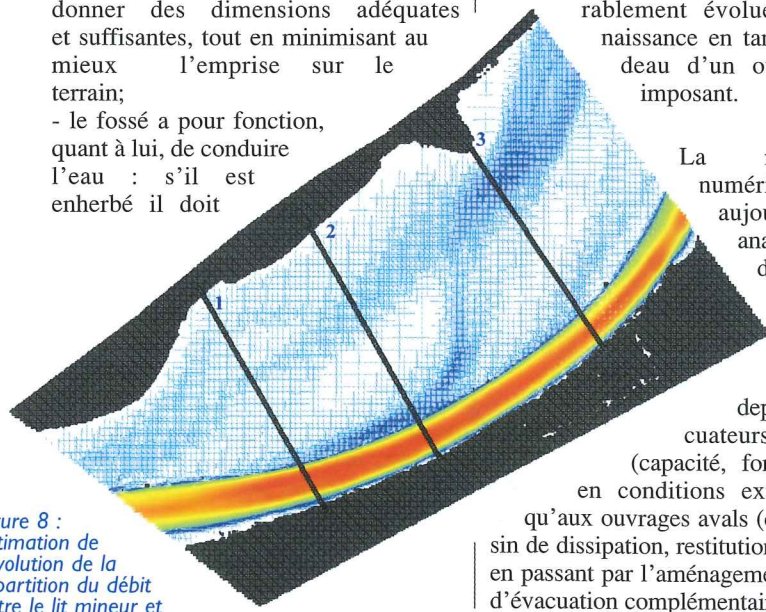 donner des dimensions adéquates
et suffisantes, tout en minimisant au
mieux l'emprise sur le
terrain;
- le fossé a pour fonction,
quant à lui, de conduire
l'eau : s'il est
enherbé il doit
1
2
3
ure 8 :
timation de
volution de la
partition du débit
tre le lit mineur et
rablement évolue
naissance en tan
deau d'un ou
imposant.
La
numéri
aujou
ana
d
dep
cuateurs
(capacité, for
en conditions ex
qu'aux ouvrages avals (
sin de dissipation, restitution
en passant par l'aménageme
d'évacuation complémentair